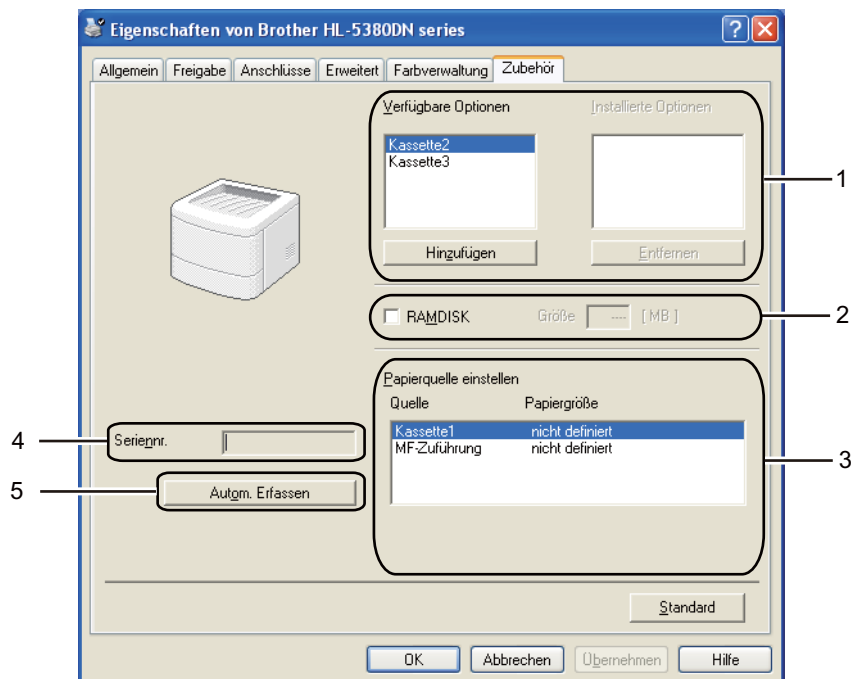 Eigenschaften von Brother HL-5380DN series
Allgemein Freigabe Anschlüsse Erweitert Farbverwaltung Zubehör
Verfügbare Optionen Installierte Optionen
Kassette2
Kassette3
1
Hinzufügen Entfernen
RAMDISK Größe ---- [ MB ]
2
Papierquelle einstellen
Quelle Papiergröße
Kassette1 nicht definiert
MF-Zuführung nicht definiert
3
4 Seriennr.
5 Autom. Erfassen
Standard
OK Abbrechen Übernehmen Hilfe